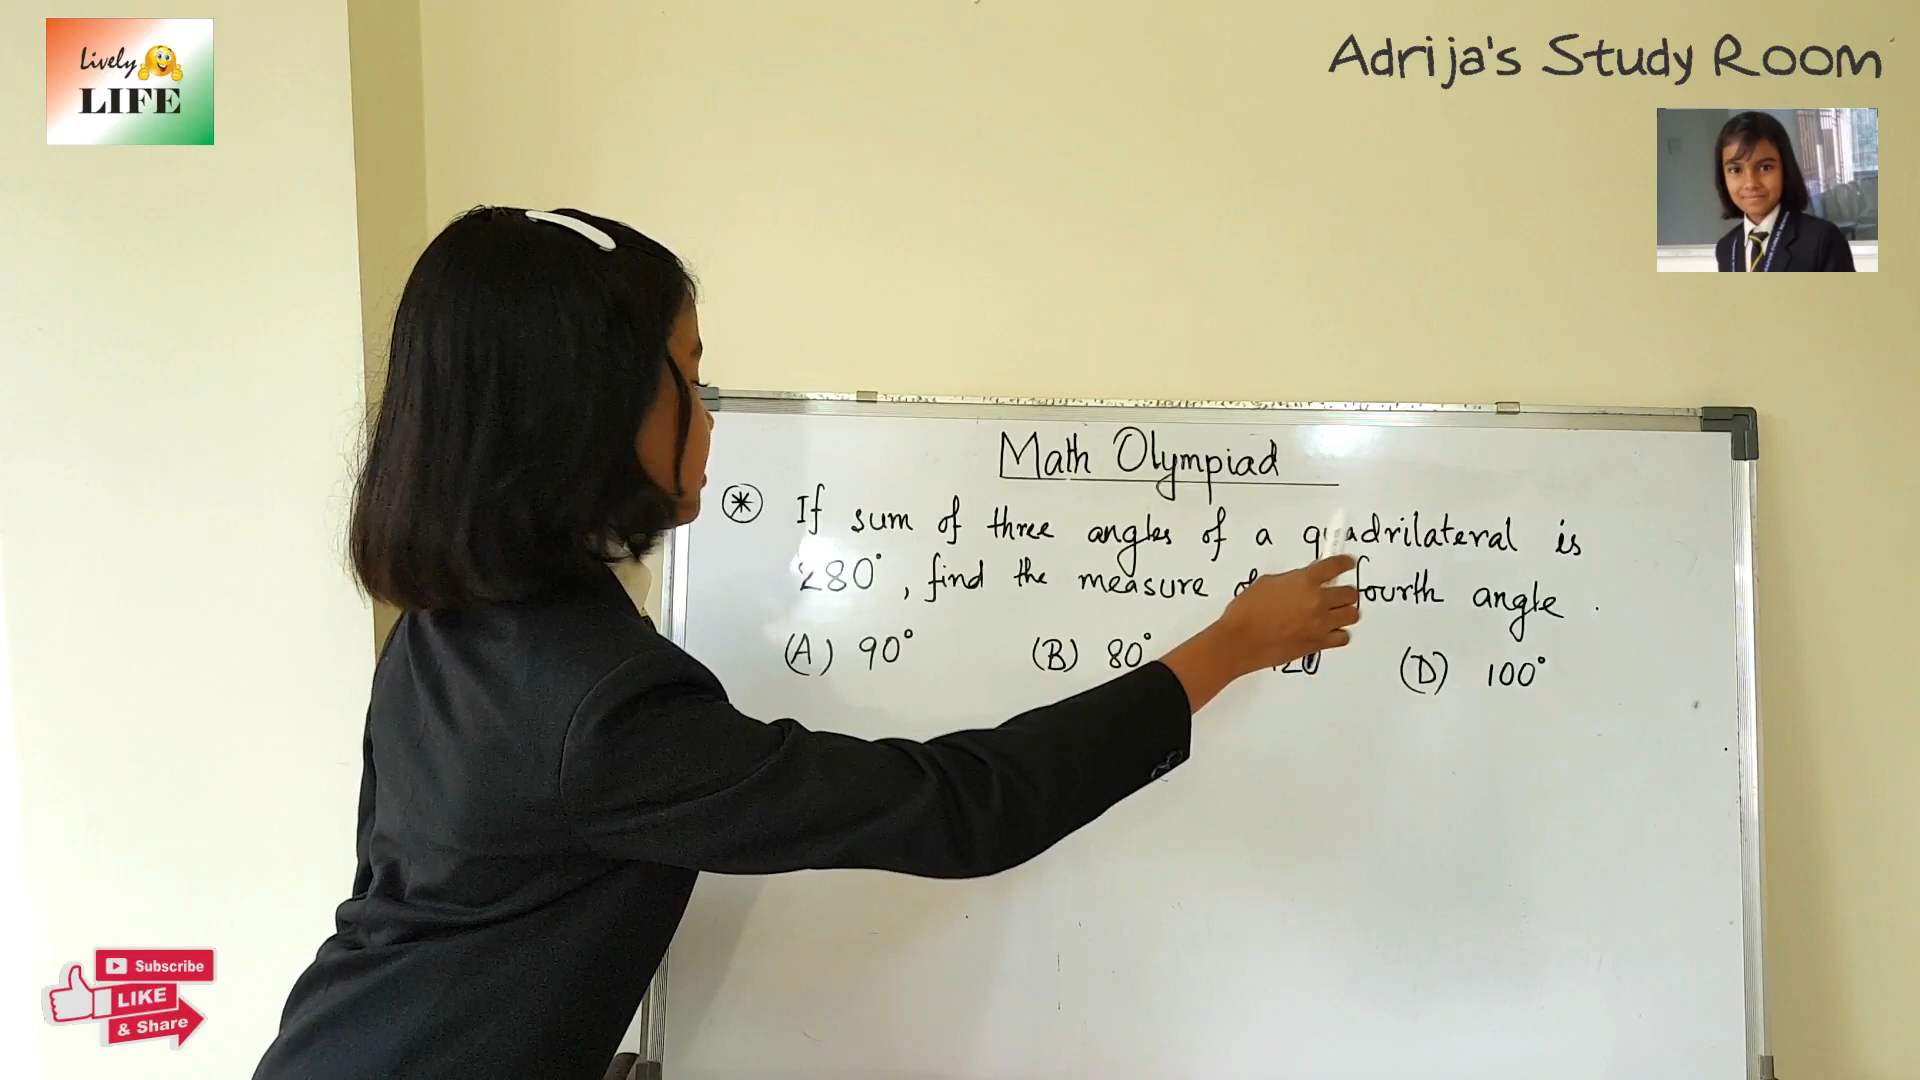 Lively
LIFE
Adrija's Study Room
Math Olympiad
If sum of three angles of a quadrilateral is
280°, find the measure fourth angle.
(A) 90° (B) 80° 120 (D) 100°
Subscribe
LIKE
& Share